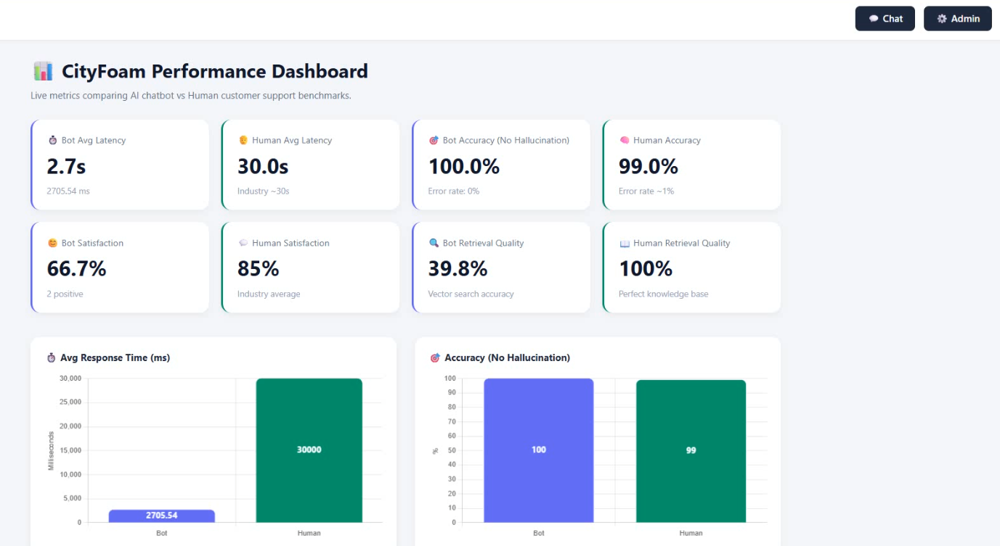 Chat
Admin
CityFoam Performance Dashboard
Live metrics comparing AI chatbot vs Human customer support benchmarks.
Bot Avg Latency
2.7s
2705.54 ms
Human Avg Latency
30.0s
Industry ~30s
Bot Accuracy (No Hallucination)
100.0%
Error rate: 0%
Human Accuracy
99.0%
Error rate ~1%
Bot Satisfaction
66.7%
2 positive
Human Satisfaction
85%
Industry average
Bot Retrieval Quality
39.8%
Vector search accuracy
Human Retrieval Quality
100%
Perfect knowledge base
Avg Response Time (ms)
30,000
25,000
20,000
15,000
10,000
5,000
0
Milliseconds
2705.54
30000
Bot
Human
Accuracy (No Hallucination)
100
90
80
70
60
50
40
30
20
10
0
%
100
99
Bot
Human